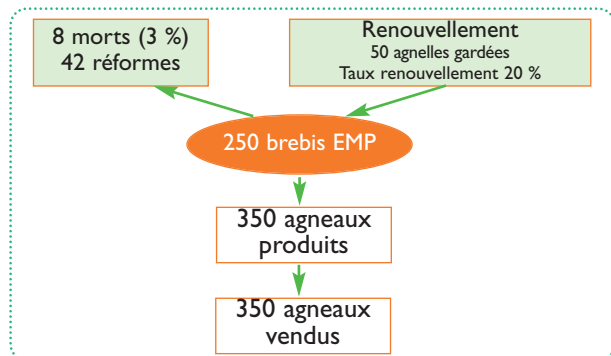 8 morts (3 %)
42 réformes
Renouvellement
50 agnelles gardées
Taux renouvellement 20 %
250 brebis EMP
350 agneaux
produits
350 agneaux
vendus